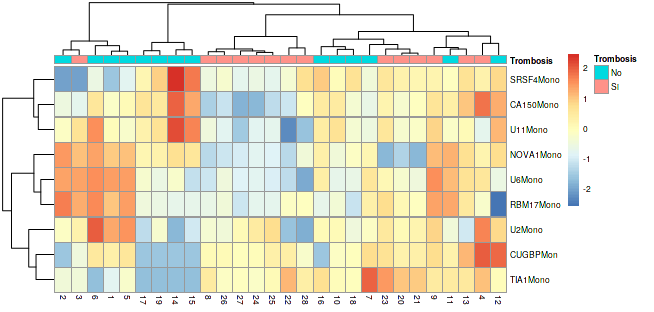 Trombosis
SRSF4Mono
CA150Mono
U11Mono
NOVA1Mono
U6Mono
RBM17Mono
U2Mono
CUGBPMon
TIA1Mono
2 3 6 1 5 17 19 14 15 8 26 27 24 25 22 28 16 10 18 7 23 20 21 9 11 13 4 12
2
1
0
-1
-2
Trombosis
No
SI